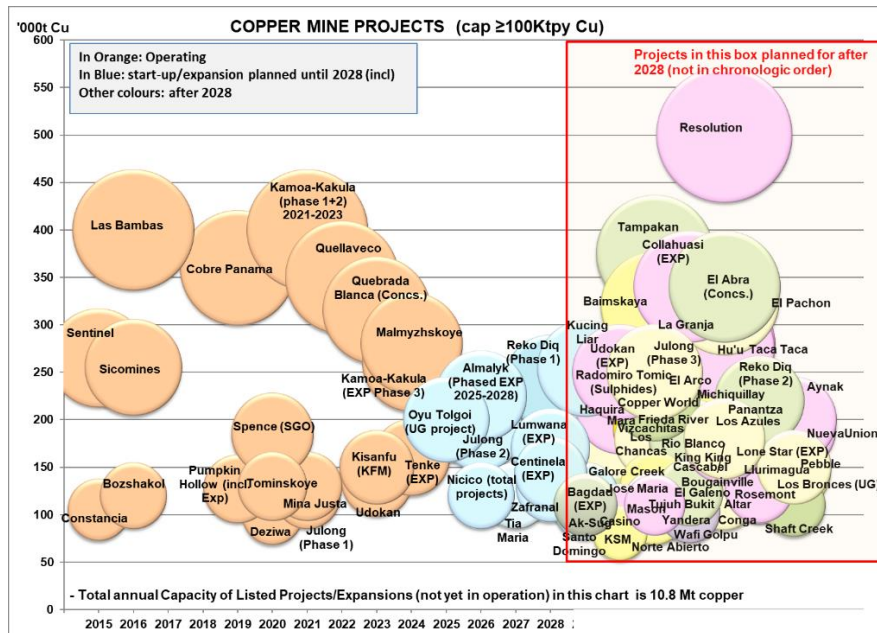 COPPER MINE PROJECTS (cap ≥100Ktpy Cu)
'000t Cu
600
550
500
450
400
350
300
250
200
150
100
50
0
In Orange: Operating
In Blue: start-up/expansion planned until 2028 (incl)
Other colours: after 2028
Projects in this box planned for after
2028 (not in chronologic order)
Resolution
Las Bambas
Cobre Panama
Kamoa-Kakula
(phase 1+2)
2021-2023
Quellaveco
Quebrada
Blanca (Concs.)
Malmyzhskoye
Kamoa-Kakula
(EXP Phase 3)
Sentinel
Sicomines
Spence (SGO)
Constancia
Bozshakol
Pumpkin
Hollow (incl
Exp)
Tominskoye
Deziwa
Mina Justa
Julong
(Phase 1)
Kisanfu
(KFM)
Udokan
Tenke
(EXP)
Oyu Tolgoi
(UG project)
Almalyk
(Phased EXP
2025-2028)
Julong
(Phase 2)
Nicico (total
projects)
Reko Diq
(Phase 1)
Lumwana
(EXP)
Centinela
(EXP)
Zafranal
Tia
Maria
Kucing
Liar
Tampakan
Collahuasi
(EXP)
El Abra
(Concs.)
Baimskaya
La Granja
El Pachon
Udokan
(EXP)
Julong
(Phase 3)
Hu'u
Taca Taca
Radomiro Tomic
(Sulphides)
El Arco
Reko Diq
(Phase 2)
Aynak
Copper World
Michiquillay
Haquira
Mara
Frieda River
Panantza
Los Azules
Vizcachitas
Los
Chancas
Rio Blanco
King King
Lone Star (EXP)
NuevaUnion
Galore Creek
Cascabel
Llurimagua
Pebble
Bagdad
(EXP)
Jose Maria
Bougainville
El Galeno
Rosemont
Los Bronces (UG)
Mason
Tujuh Bukit
Altar
Ak-Sug
Casino
Yandera
Conga
Shaft Creek
Santo
Domingo
KSM
Wafi Golpu
Norte Abierto
- Total annual Capacity of Listed Projects/Expansions (not yet in operation) in this chart is 10.8 Mt copper
2015 2016 2017 2018 2019 2020 2021 2022 2023 2024 2025 2026 2027 2028